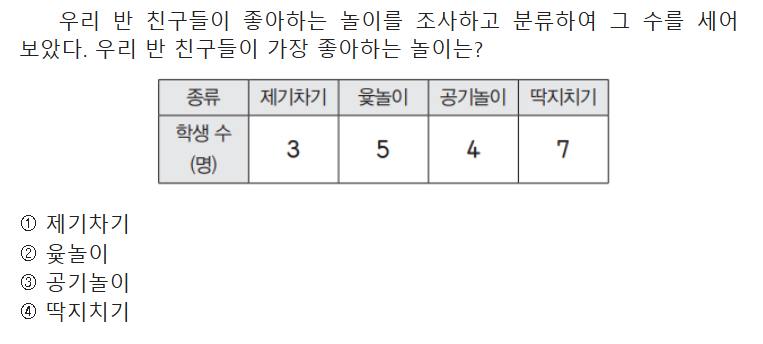 우리 반 친구들이 좋아하는 놀이를 조사하고 분류하여 그 수를 세어
보았다. 우리 반 친구들이 가장 좋아하는 놀이는?
종류 제기차기 윷놀이 공기놀이 딱지치기
학생 수
(명) 3 5 4 7
① 제기차기
② 윷놀이
③ 공기놀이
④ 딱지치기